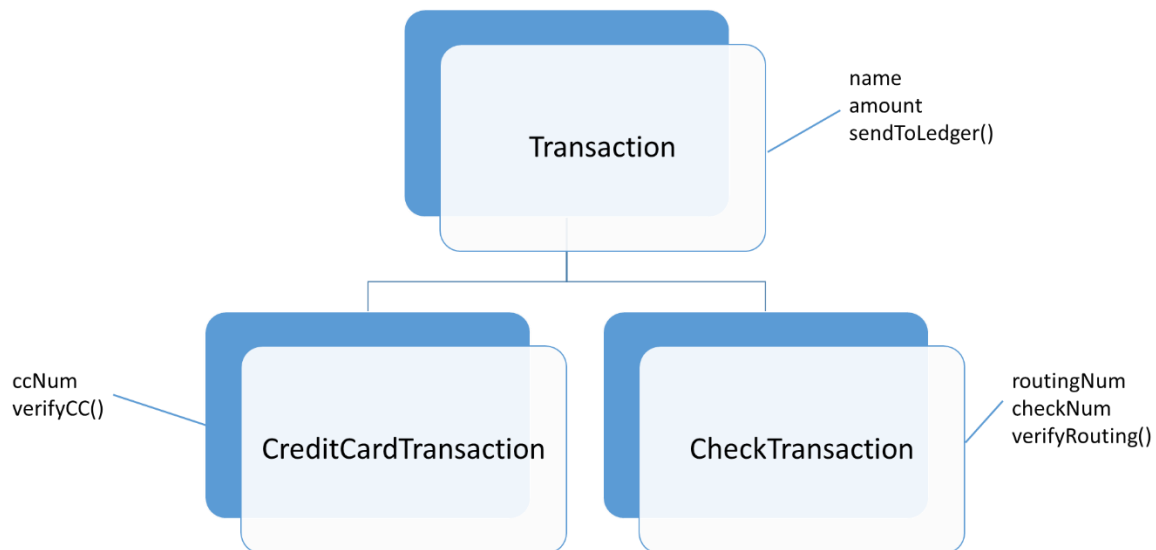 name
amount
sendToLedger()
Transaction
ccNum
verifyCC()
CreditCardTransaction
CheckTransaction
routingNum
checkNum
verifyRouting()